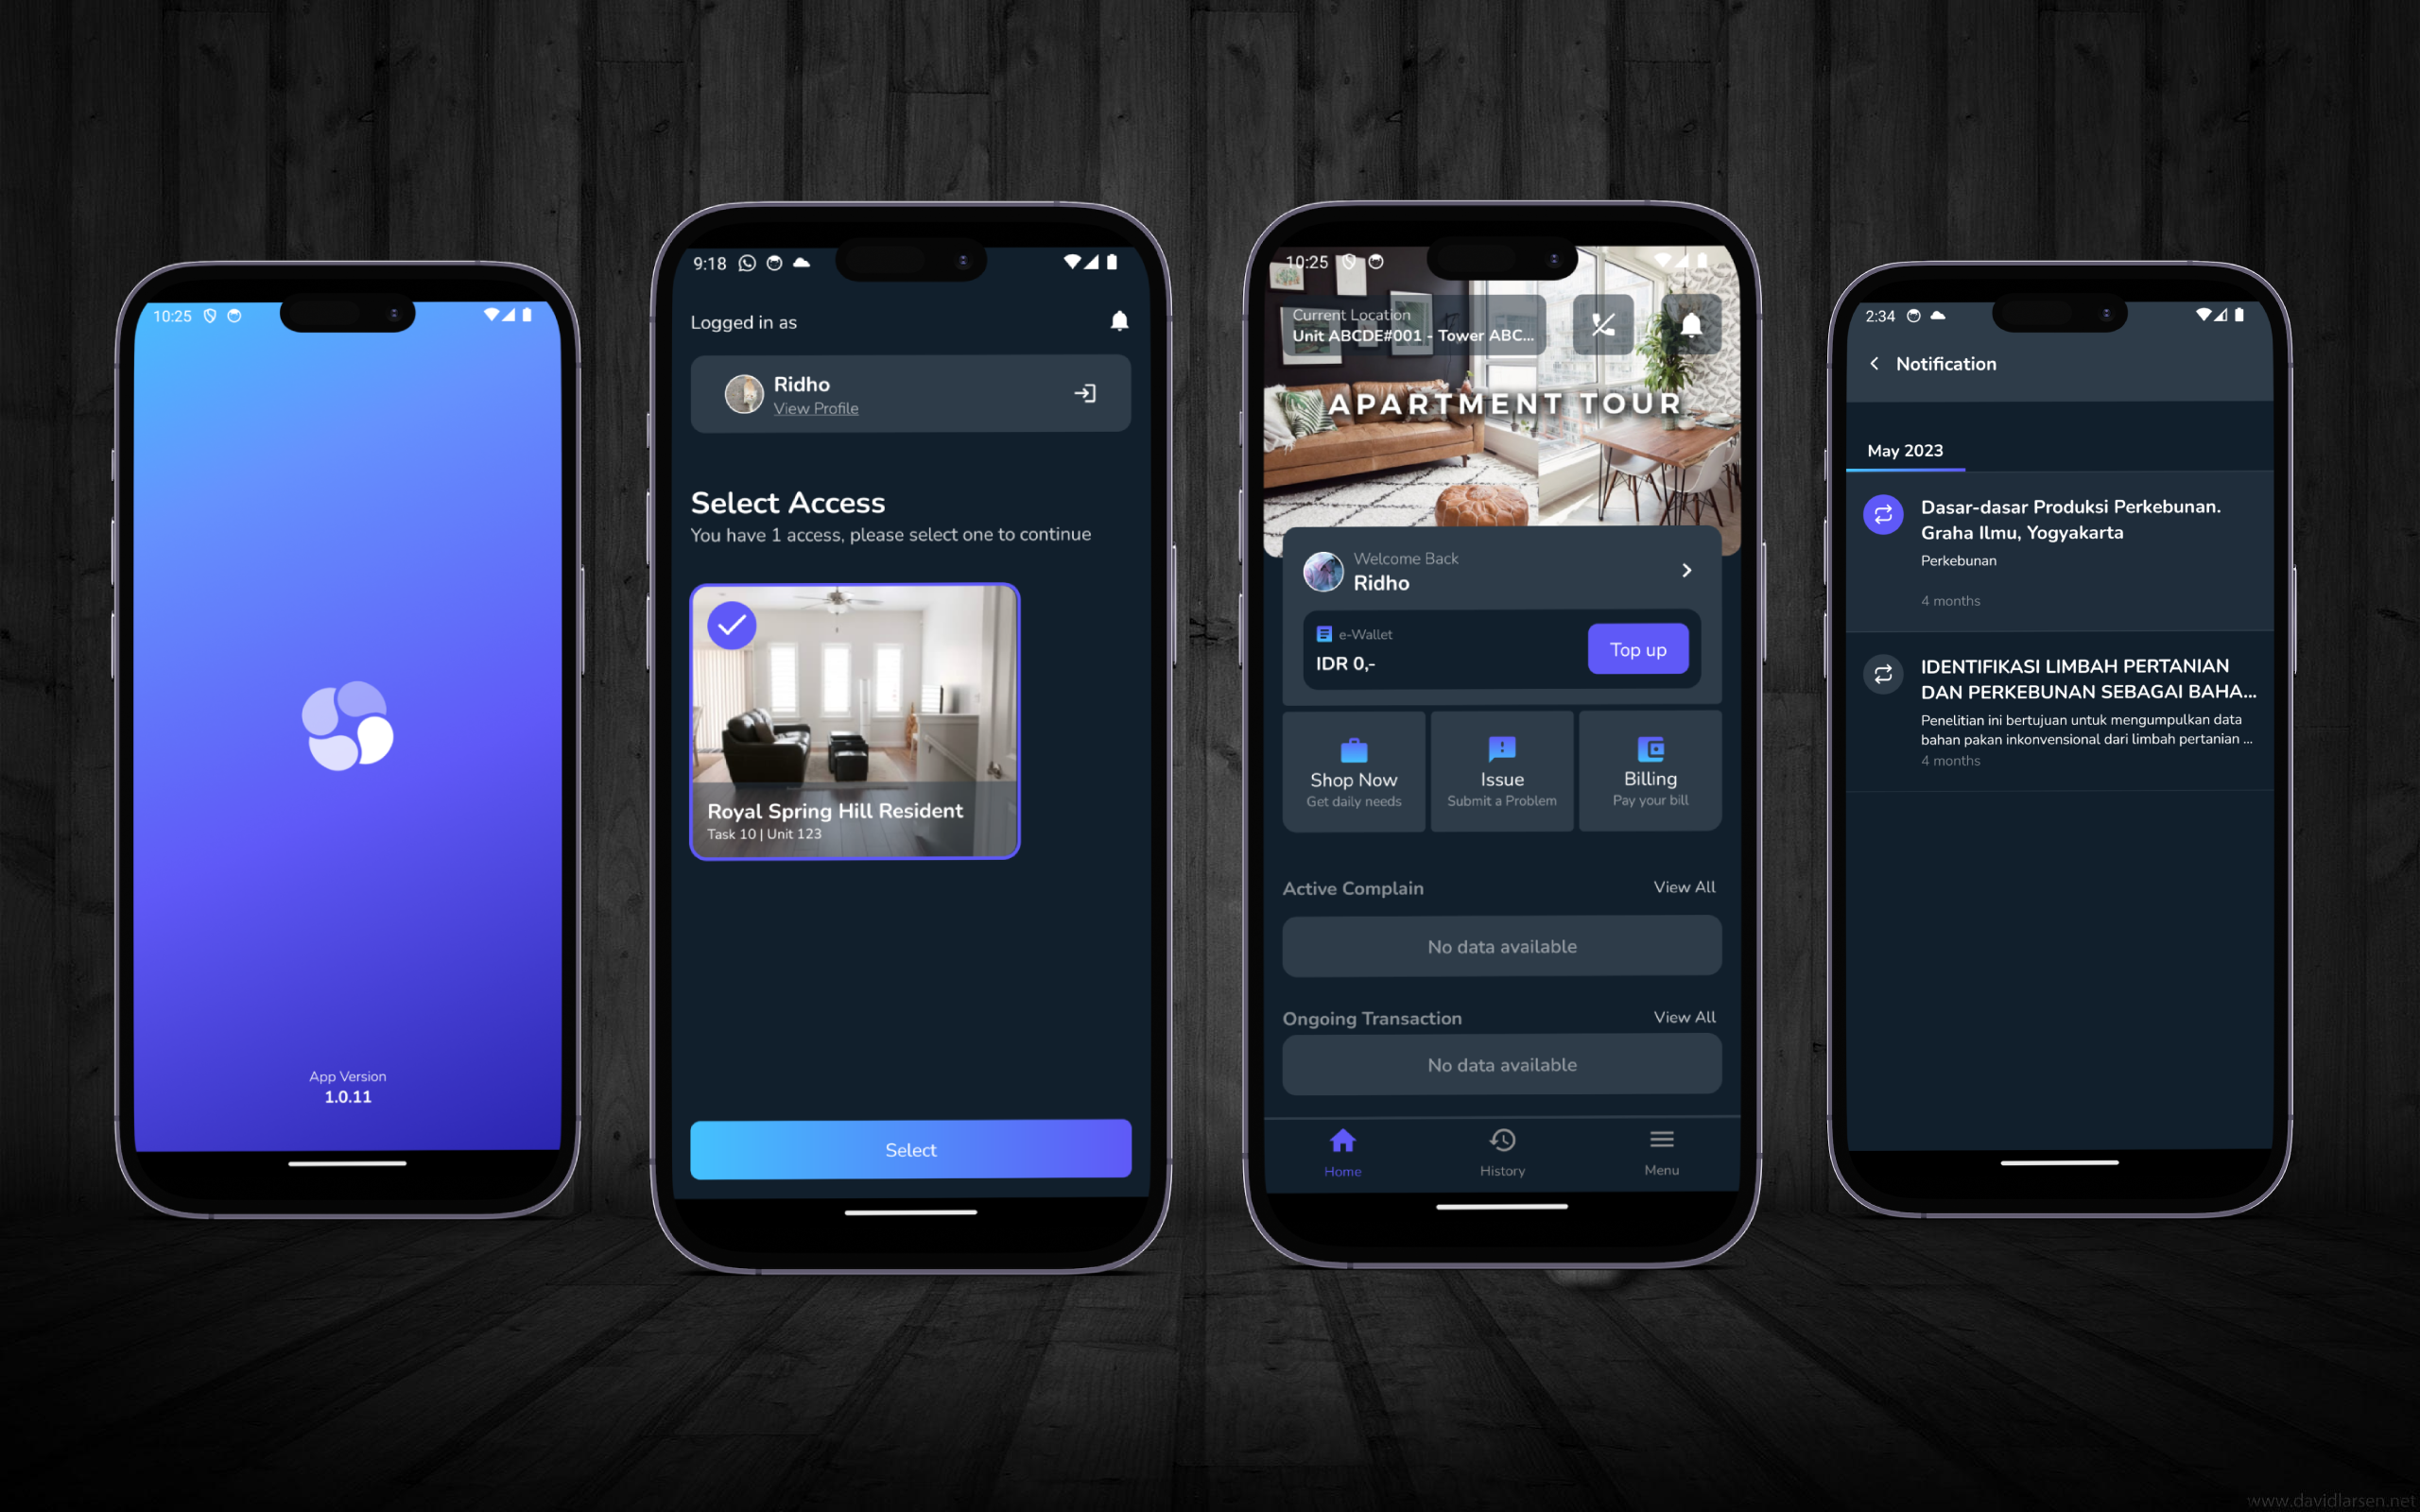 10:25
App Version
1.0.11
9:18
Logged in as
Ridho
View Profile
Select Access
You have 1 access, please select one to continue
Royal Spring Hill Resident
Task 10 | Unit 123
Select
10:25
Current Location
Unit ABCDE#001 - Tower ABC...
APARTMENT TOUR
Welcome Back
Ridho
e-Wallet
IDR 0,-
Top up
Shop Now
Get daily needs
Issue
Submit a Problem
Billing
Pay your bill
Active Complain
View All
No data available
Ongoing Transaction
View All
No data available
Home
History
Menu
2:34
Notification
May 2023
Dasar-dasar Produksi Perkebunan.
Graha Ilmu, Yogyakarta
Perkebunan
4 months
IDENTIFIKASI LIMBAH PERTANIAN
DAN PERKEBUNAN SEBAGAI BAHA...
Penelitian ini bertujuan untuk mengumpulkan data
bahan pakan inkonvensional dari limbah pertanian ...
4 months
www.davidlarsen.net